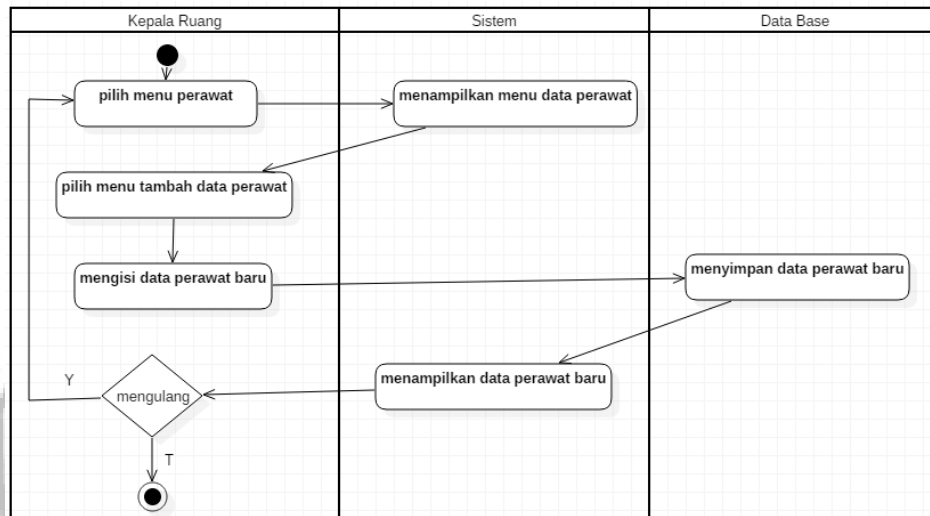 Kepala Ruang
Sistem
Data Base
pilih menu perawat
menampilkan menu data perawat
pilih menu tambah data perawat
mengisi data perawat baru
menyimpan data perawat baru
menampilkan data perawat baru
Y
mengulang
T